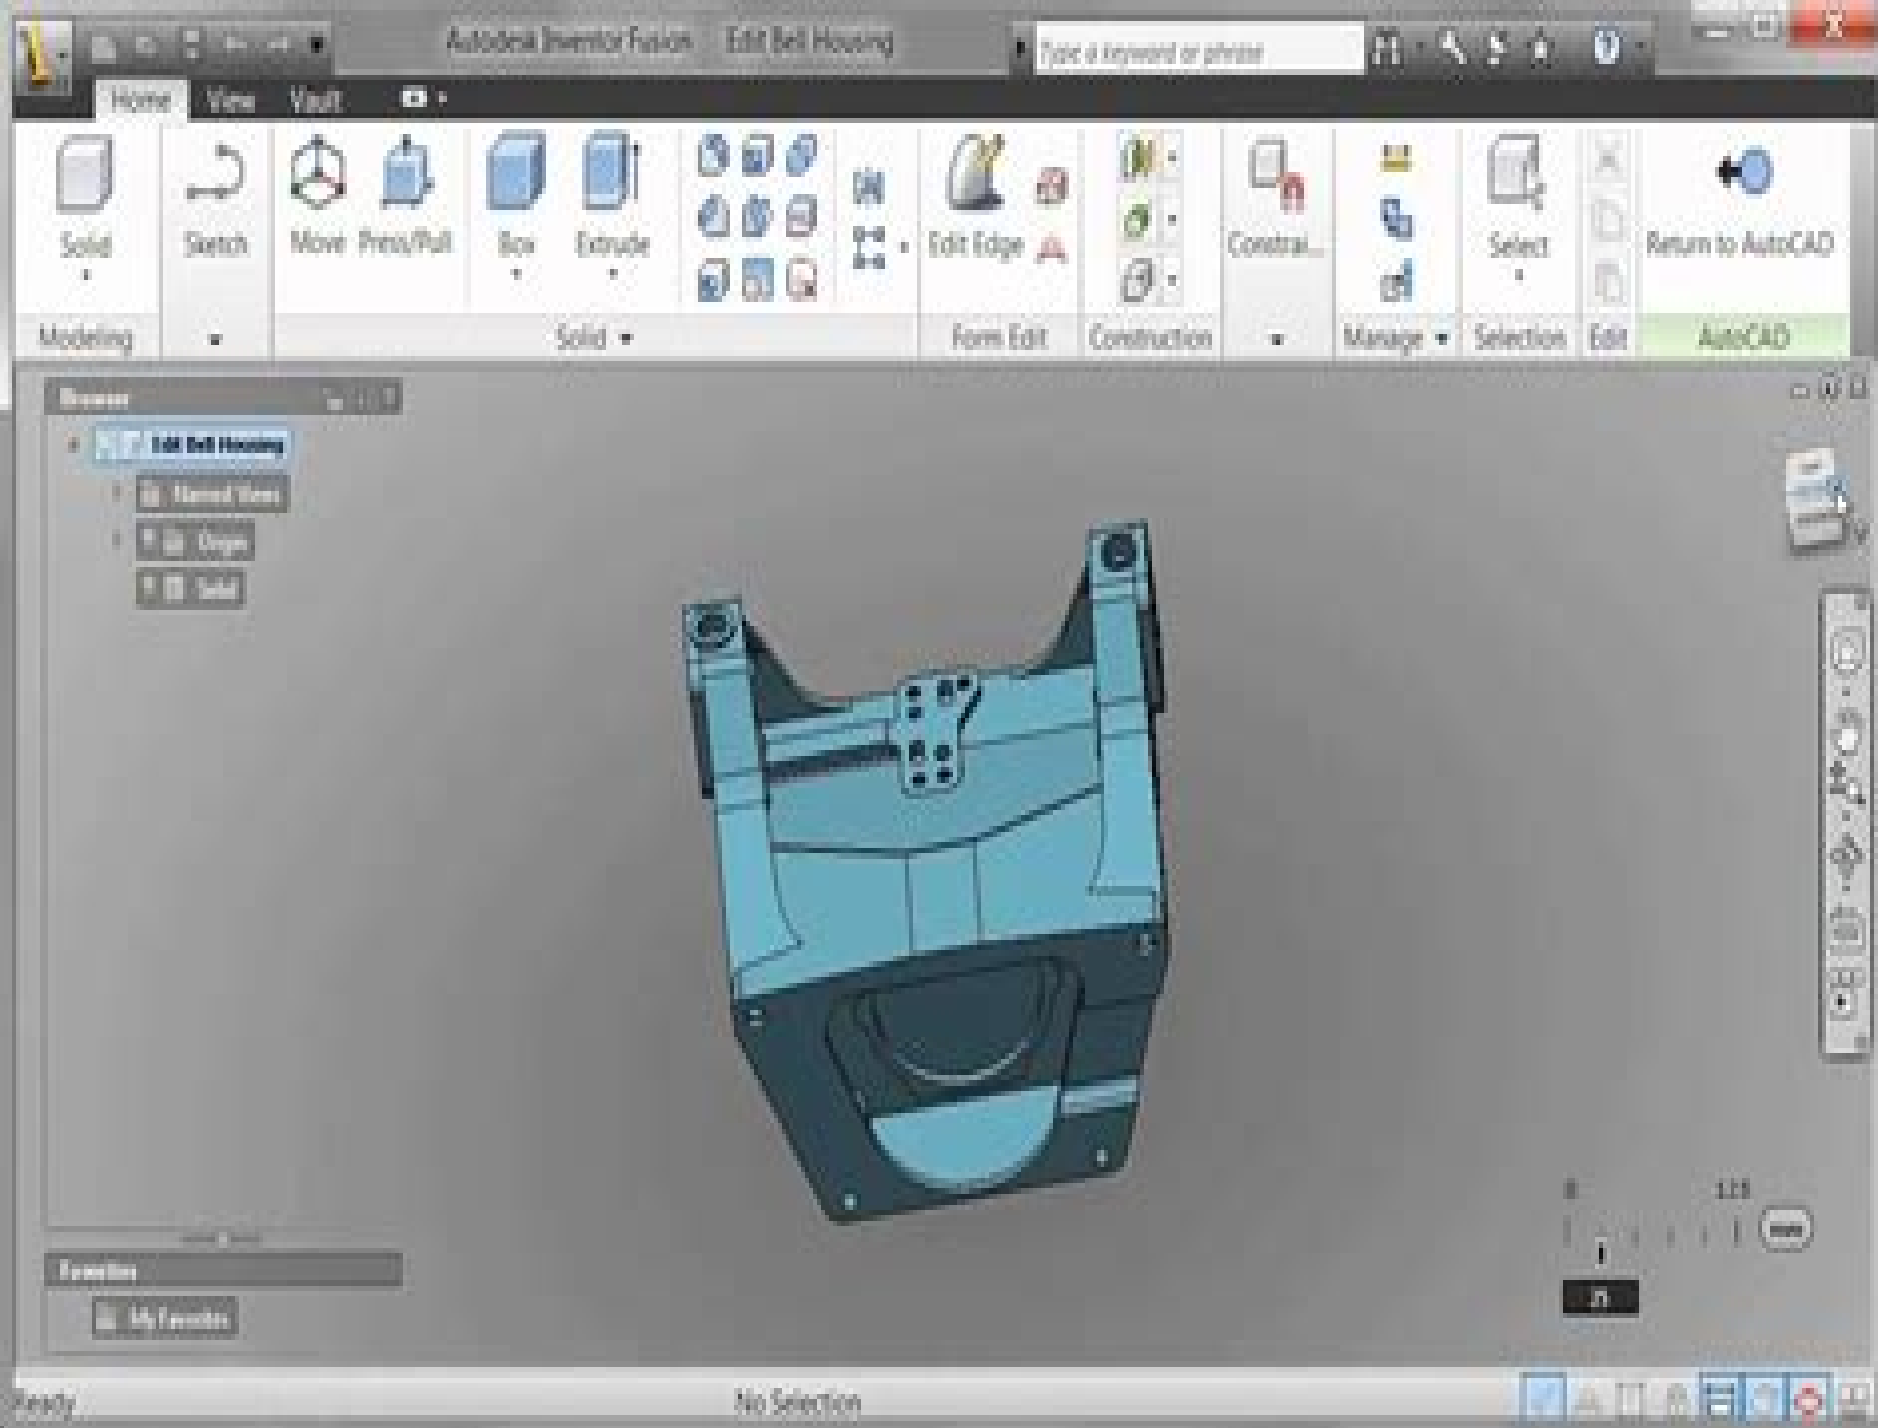 Autodesk Inventor Fusion Edit Bell Housing
Type a keyword or phrase
Home View Vault
Solid Sketch Move Press/Pull Box Extrude Edit Edge Constrai... Select Return to AutoCAD
Modeling Solid Form Edit Construction Manage Selection Edit AutoCAD
Browser
Edit Bell Housing
Named Views
Origin
Solid
0
mm
Favorites
My Favorites
Ready No Selection